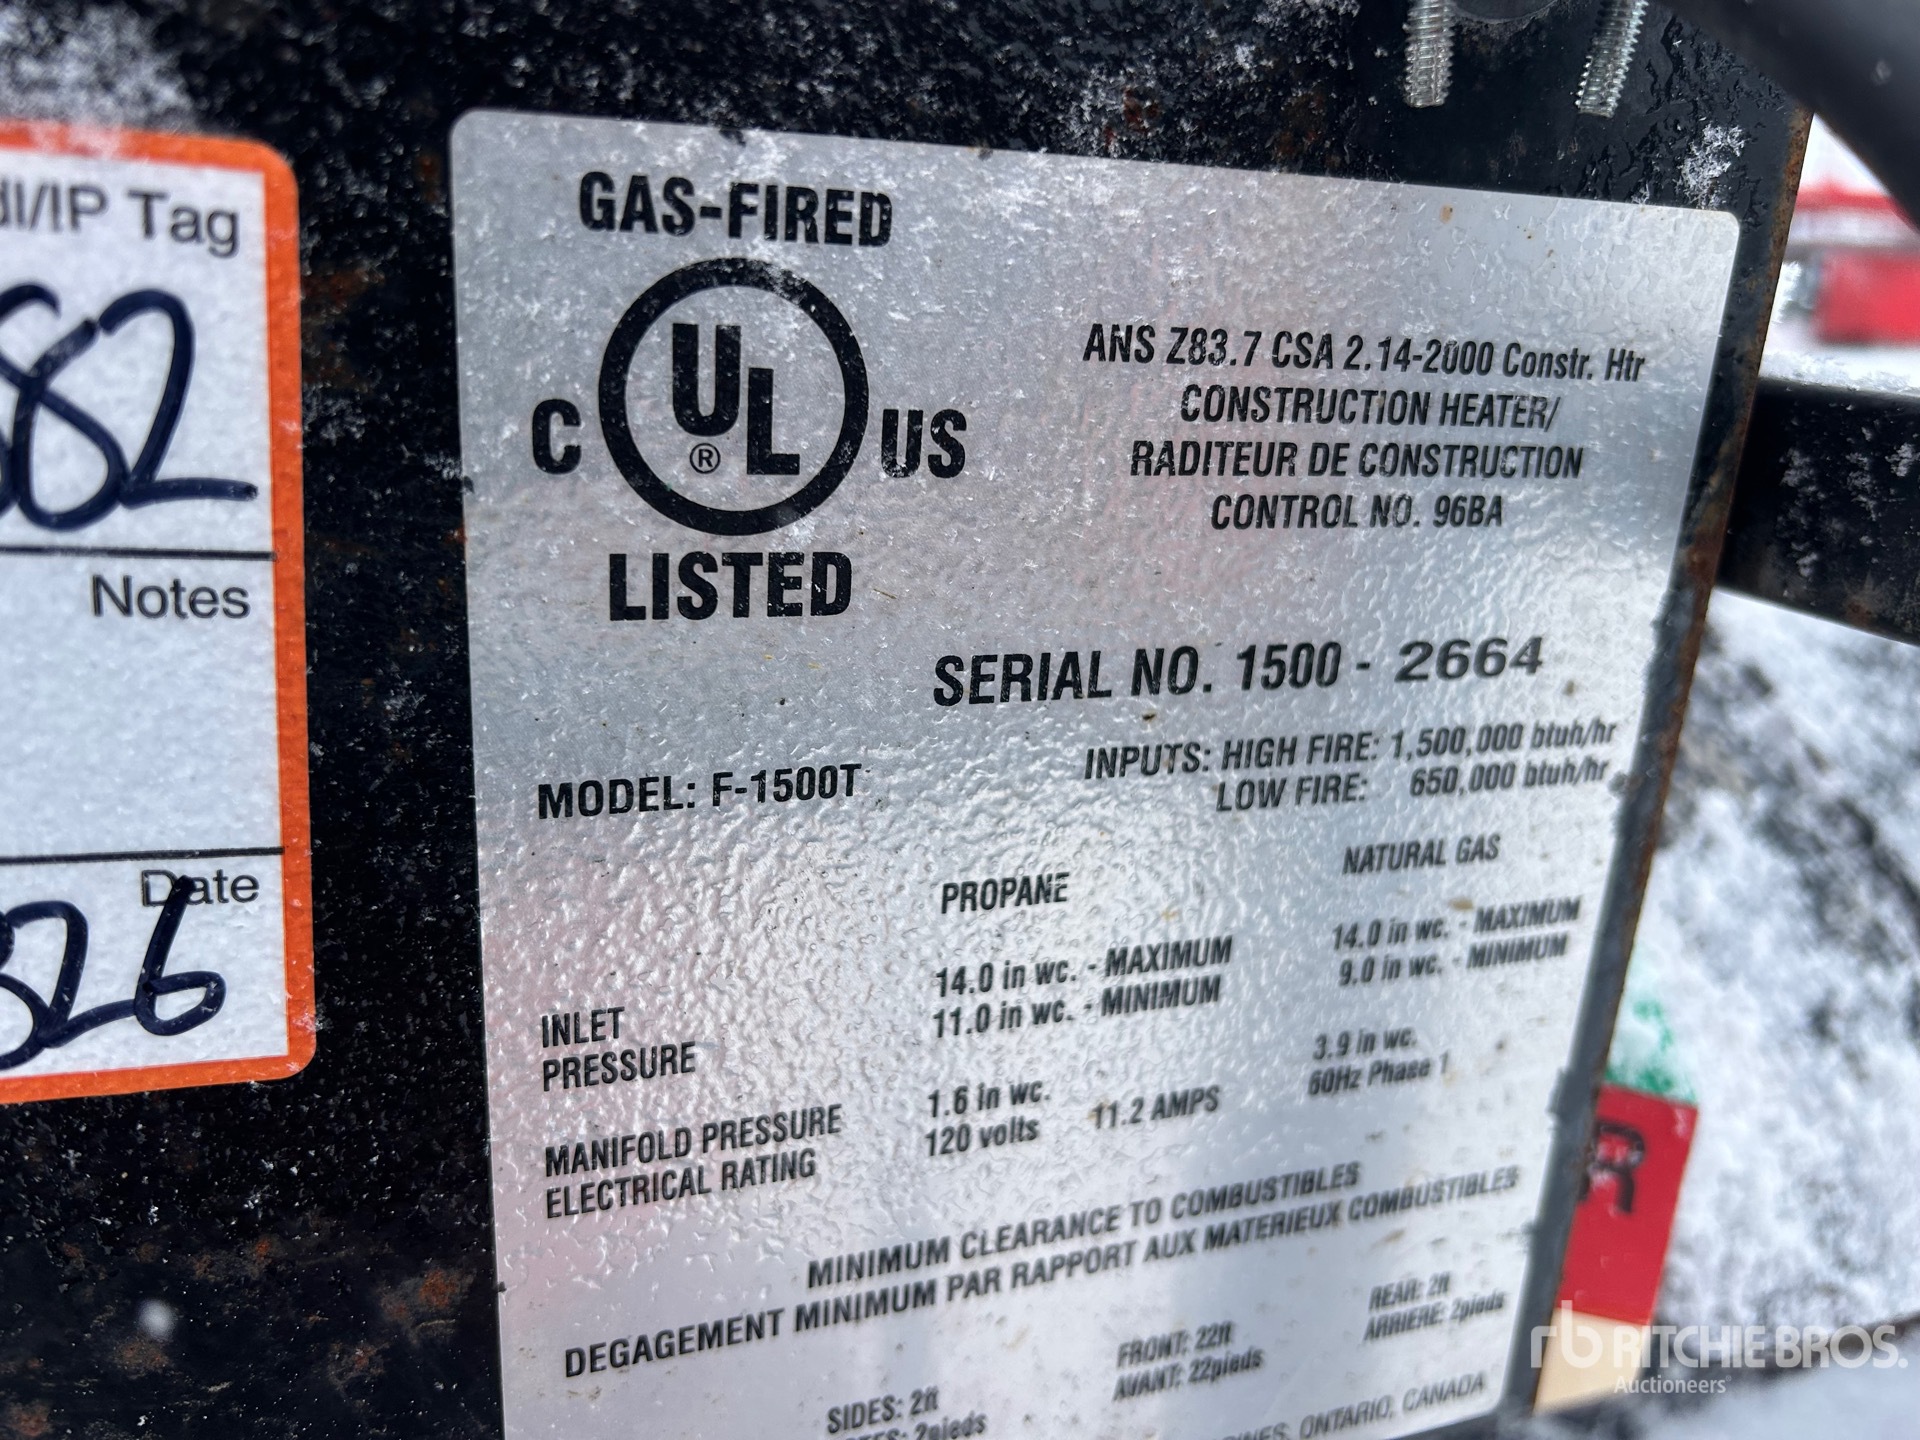 Tag
82
Notes
Date
326
GAS-FIRED
C UL ® US
LISTED
ANS Z83.7 CSA 2.14-2000 Constr. Htr
CONSTRUCTION HEATER/
RADITEUR DE CONSTRUCTION
CONTROL NO. 96BA
SERIAL NO. 1500 - 2664
MODEL: F-1500T
INPUTS: HIGH FIRE: 1,500,000 btuh/hr
LOW FIRE: 650,000 btuh/hr
PROPANE NATURAL GAS
INLET PRESSURE
14.0 in wc. - MAXIMUM 14.0 in wc. - MAXIMUM
11.0 in wc. - MINIMUM 9.0 in wc. - MINIMUM
MANIFOLD PRESSURE 1.6 in wc. 3.9 in wc.
ELECTRICAL RATING 120 volts 11.2 AMPS 60Hz Phase 1
MINIMUM CLEARANCE TO COMBUSTIBLES
DEGAGEMENT MINIMUM PAR RAPPORT AUX MATERIEUX COMBUSTIBLES
SIDES: 2ft FRONT: 22ft REAR: 2ft
2pieds AVANT: 22pieds ARRIERE: 2pieds
ONTARIO, CANADA
rb RITCHIE BROS.
Auctioneers